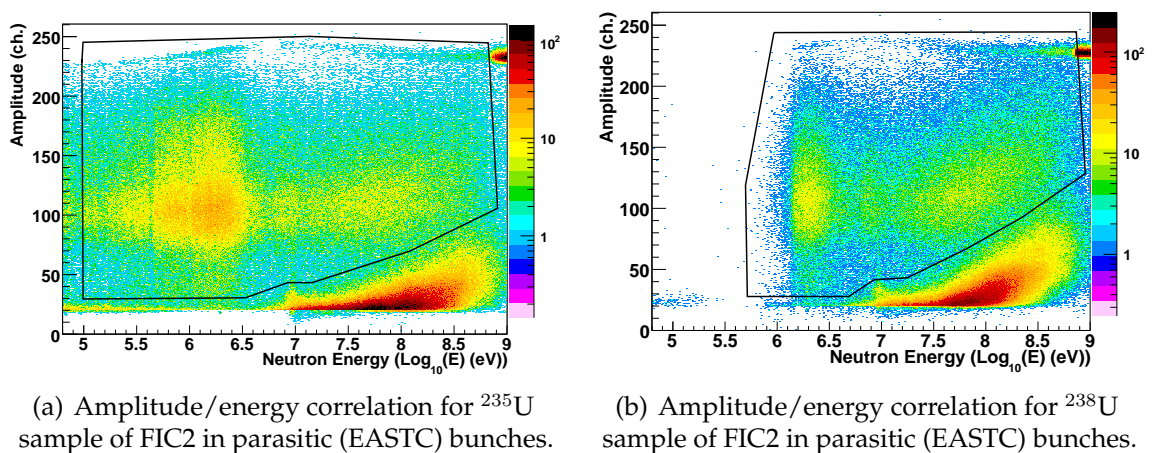 Amplitude (ch.)
250
200
150
100
50
0
5 5.5 6 6.5 7 7.5 8 8.5 9
Neutron Energy (Log10(E) (eV))
10²
10
1
Amplitude (ch.)
250
200
150
100
50
0
5 5.5 6 6.5 7 7.5 8 8.5 9
Neutron Energy (Log10(E) (eV))
10²
10
1
(a) Amplitude/energy correlation for ²³⁵U
sample of FIC2 in parasitic (EASTC) bunches.
(b) Amplitude/energy correlation for ²³⁸U
sample of FIC2 in parasitic (EASTC) bunches.